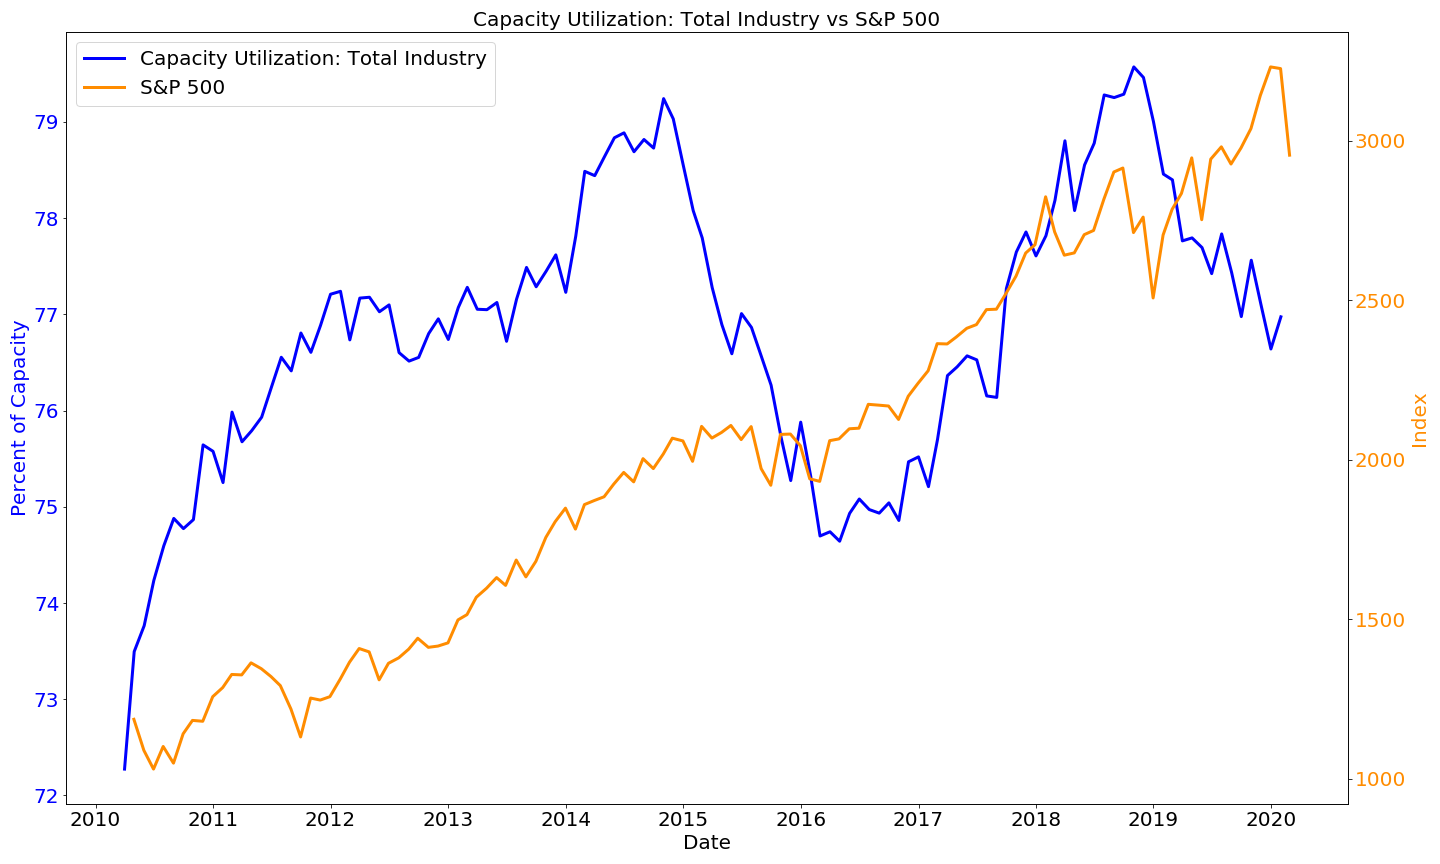 Capacity Utilization: Total Industry vs S&P 500
Capacity Utilization: Total Industry
S&P 500
Percent of Capacity
79
78
77
76
75
74
73
72
3000
2500
2000
1500
1000
Index
2010 2011 2012 2013 2014 2015 2016 2017 2018 2019 2020
Date